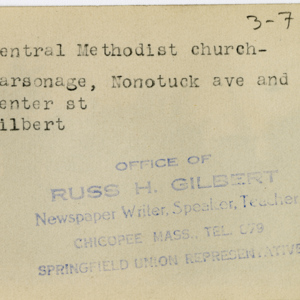 3-7
entral Methodist church-
arsonage, Nonotuck ave and
enter st
ilbert
OFFICE OF
RUSS H. GILBERT
Newspaper Writer, Speaker, Teacher
CHICOPEE MASS., TEL. 079
SPRINGFIELD UNION REPRESENTATIVE